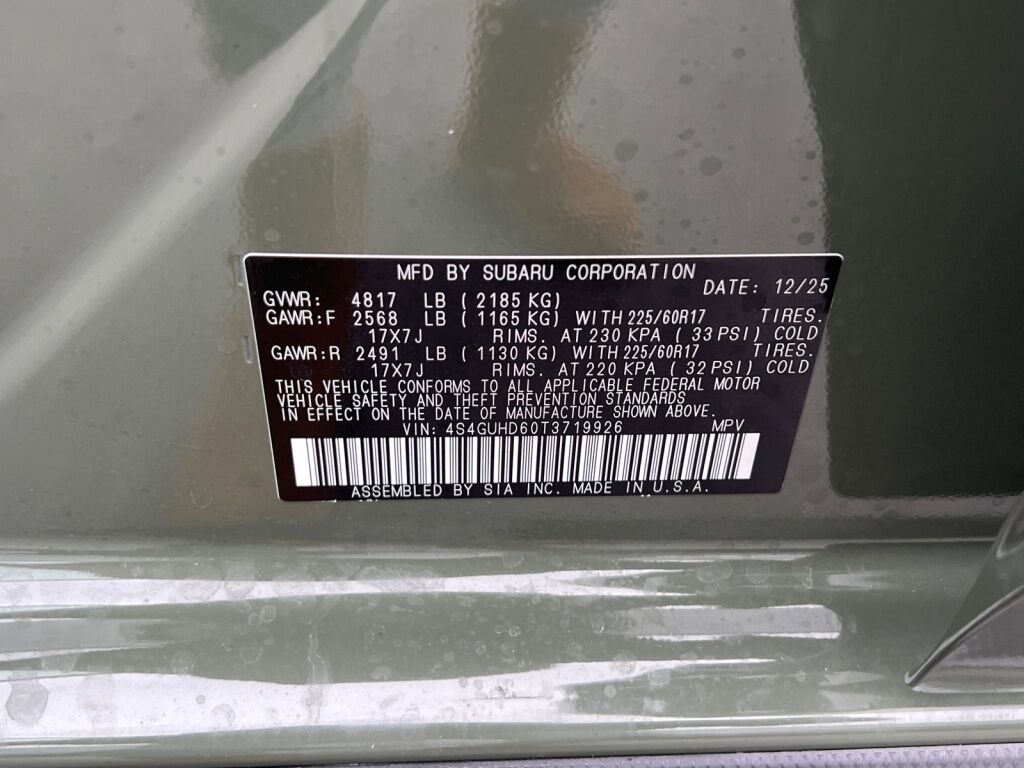 MFD BY SUBARU CORPORATION
DATE: 12/25
GVWR: 4817 LB ( 2185 KG)
GAWR:F 2568 LB ( 1165 KG) WITH 225/60R17 TIRES.
17X7J RIMS. AT 230 KPA ( 33 PSI) COLD
GAWR:R 2491 LB ( 1130 KG) WITH 225/60R17 TIRES.
17X7J RIMS. AT 220 KPA ( 32 PSI) COLD
THIS VEHICLE CONFORMS TO ALL APPLICABLE FEDERAL MOTOR
VEHICLE SAFETY AND THEFT PREVENTION STANDARDS
IN EFFECT ON THE DATE OF MANUFACTURE SHOWN ABOVE.
VIN: 4S4GUHD60T3719926 MPV
ASSEMBLED BY SIA INC. MADE IN U.S.A.